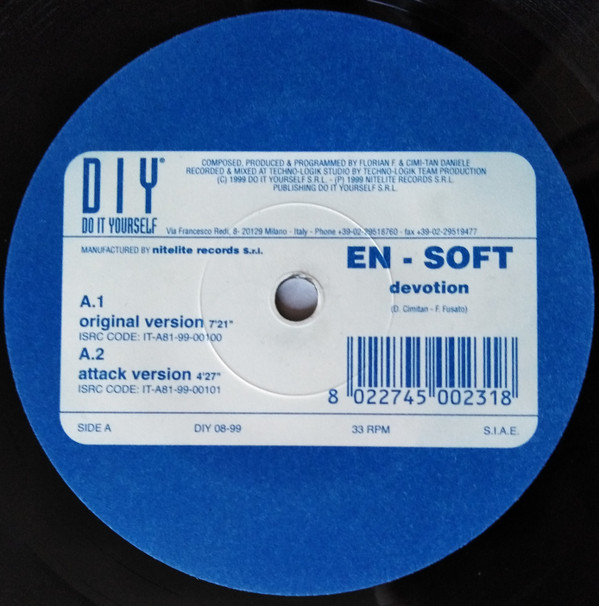 DIY®
DO IT YOURSELF
COMPOSED, PRODUCED & PROGRAMMED BY FLORIAN F. & CIMI-TAN DANIELE
RECORDED & MIXED AT TECHNO-LOGIK STUDIO BY TECHNO-LOGIK TEAM PRODUCTION
(C) 1999 DO IT YOURSELF S.R.L. - (P) 1999 NITELITE RECORDS S.R.L.
PUBLISHING DO IT YOURSELF S.R.L.
Via Francesco Redi, 8- 20129 Milano - Italy - Phone +39-02-29518760 - fax +39-02-29519477
MANUFACTURED BY nitelite records S.r.l.
EN - SOFT
devotion
(D. Cimitan - F. Fusato)
A.1
original version 7'21"
ISRC CODE: IT-A81-99-00100
A.2
attack version 4'27"
ISRC CODE: IT-A81-99-00101
8 022745 002318
SIDE A DIY 08-99 33 RPM S.I.A.E.